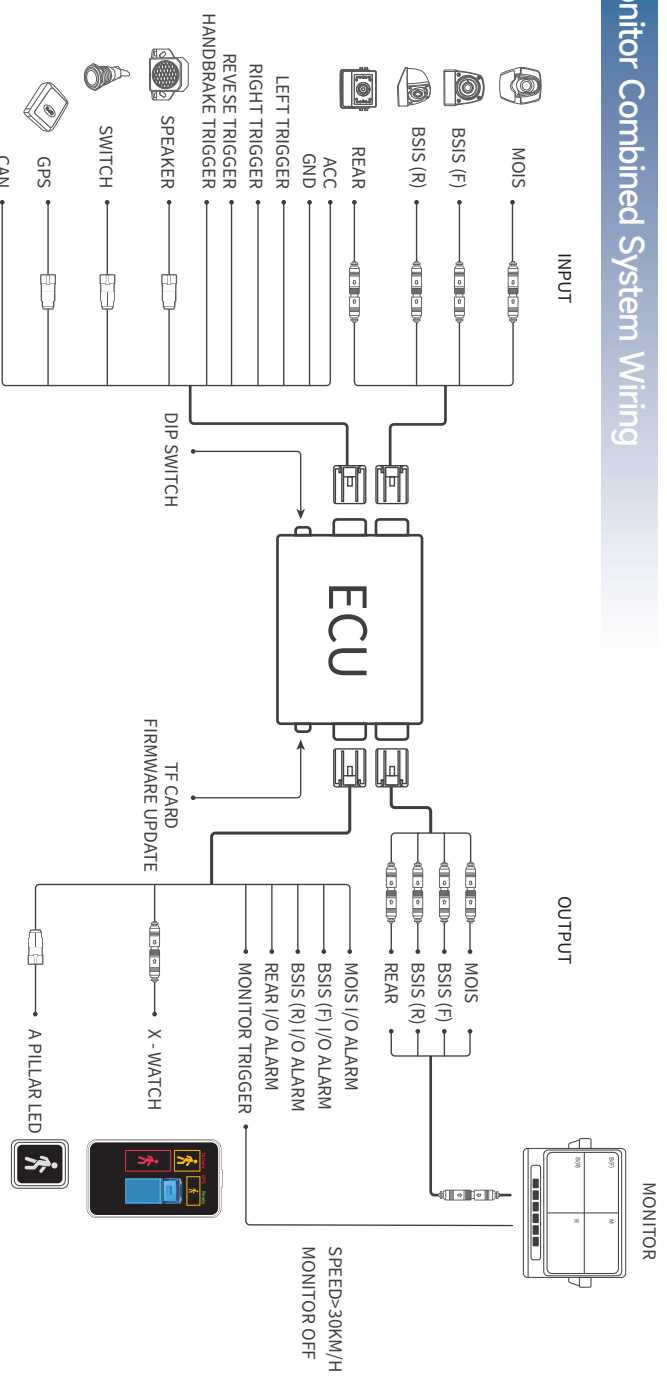 onitor Combined System Wiring
INPUT
MOIS
BSIS (F)
BSIS (R)
REAR
ACC
GND
LEFT TRIGGER
RIGHT TRIGGER
REVESE TRIGGER
HANDBRAKE TRIGGER
SPEAKER
SWITCH
GPS
CAN
DIP SWITCH
ECU
TF CARD
FIRMWARE UPDATE
OUTPUT
MOIS
BSIS (F)
BSIS (R)
REAR
MOIS I/O ALARM
BSIS (F) I/O ALARM
BSIS (R) I/O ALARM
REAR I/O ALARM
MONITOR TRIGGER
X - WATCH
A PILLAR LED
MONITOR
B(F)
M
B(R)
R
SPEED>30KM/H
MONITOR OFF